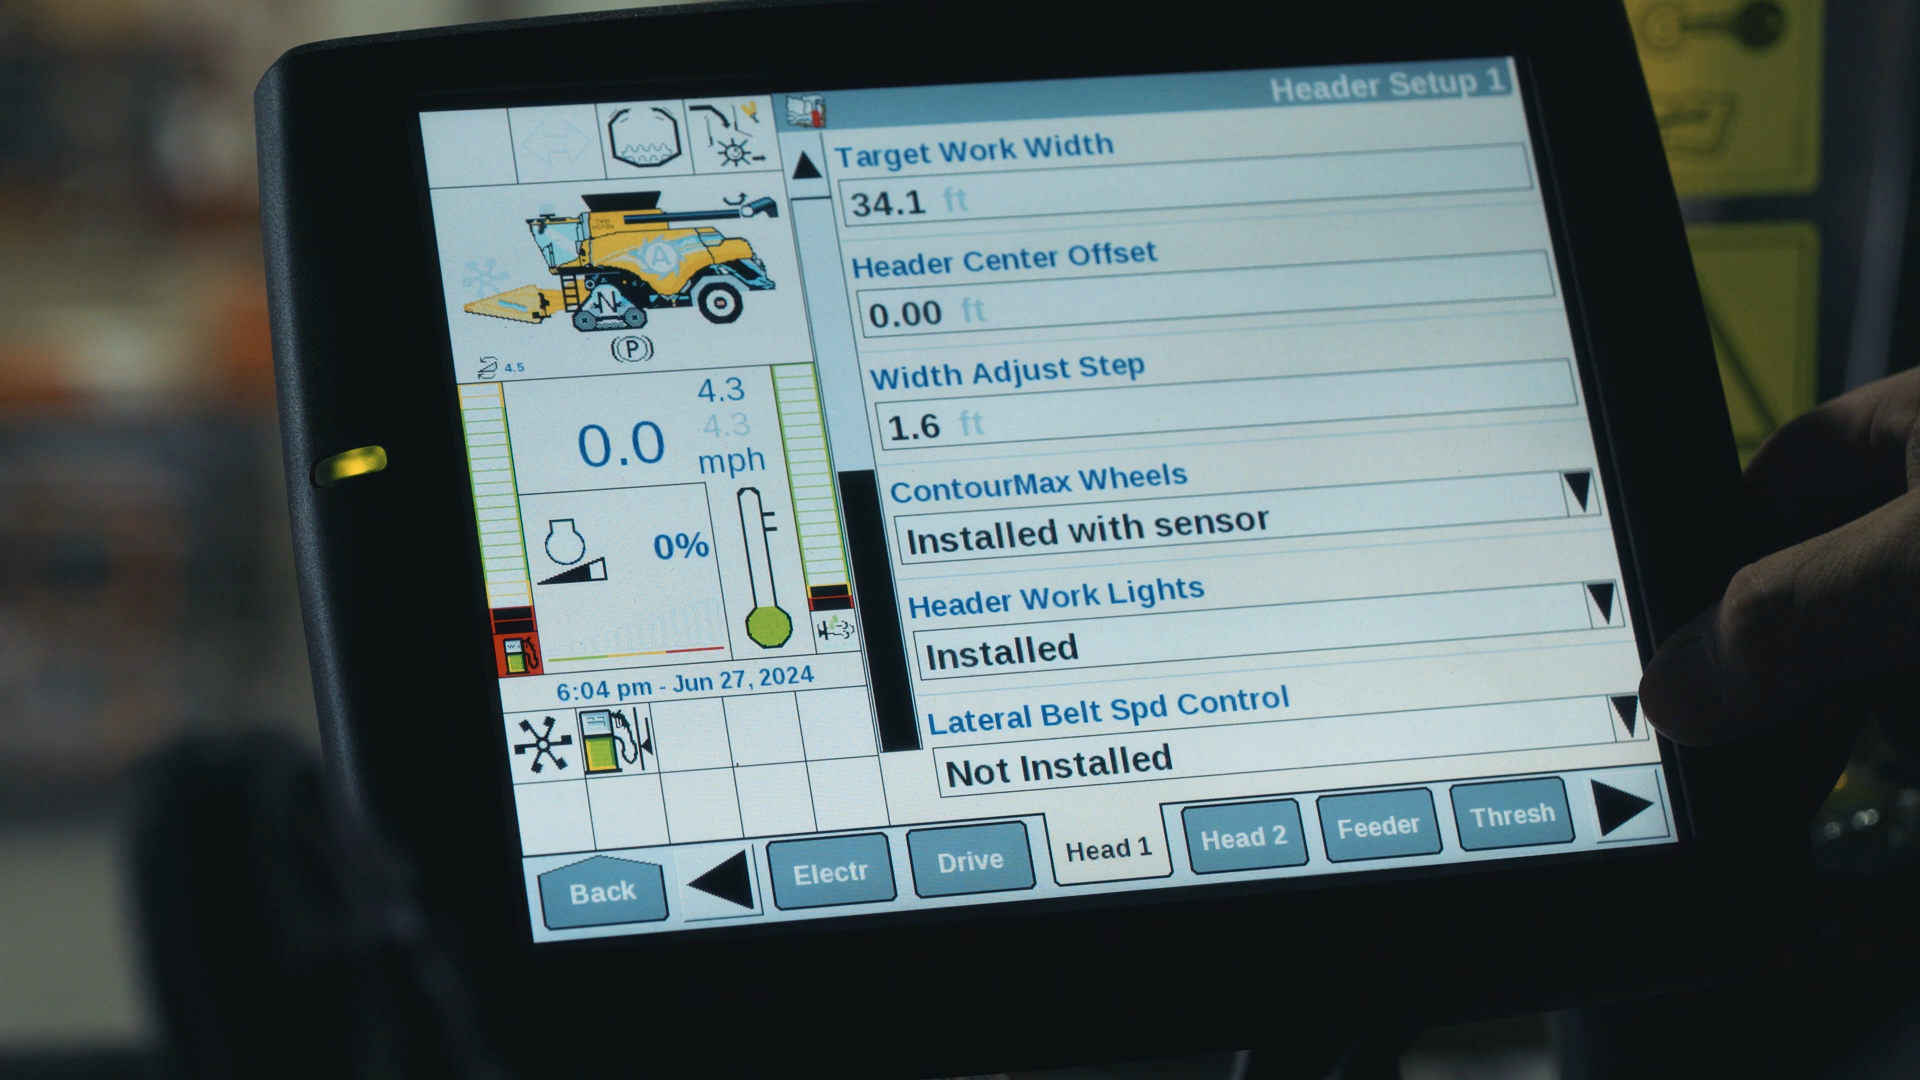 Header Setup 1
Target Work Width
34.1 ft
Header Center Offset
0.00 ft
Width Adjust Step
1.6 ft
ContourMax Wheels
Installed with sensor
Header Work Lights
Installed
Lateral Belt Spd Control
Not Installed
A
N
(P)
4.5
4.3
4.3
0.0
mph
0%
6:04 pm - Jun 27, 2024
Back
Electr
Drive
Head 1
Head 2
Feeder
Thresh